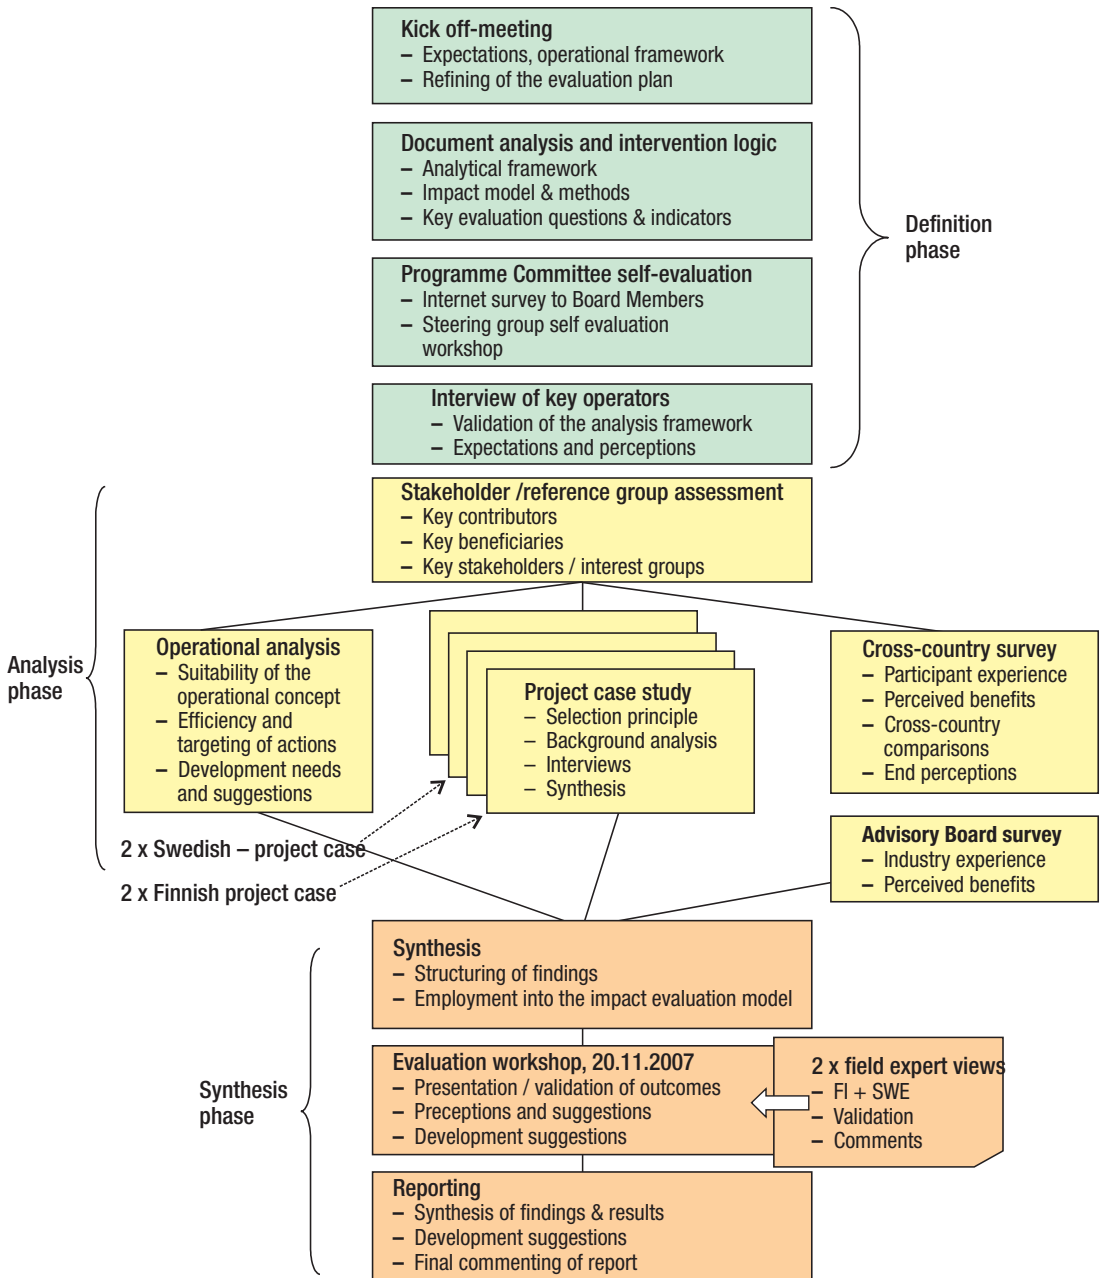 Kick off-meeting
– Expectations, operational framework
– Refining of the evaluation plan
Document analysis and intervention logic
– Analytical framework
– Impact model & methods
– Key evaluation questions & indicators
Definition
phase
Programme Committee self-evaluation
– Internet survey to Board Members
– Steering group self evaluation
workshop
Interview of key operators
– Validation of the analysis framework
– Expectations and perceptions
Stakeholder /reference group assessment
– Key contributors
– Key beneficiaries
– Key stakeholders / interest groups
Analysis
phase
Operational analysis
– Suitability of the
operational concept
– Efficiency and
targeting of actions
– Development needs
and suggestions
Project case study
– Selection principle
– Background analysis
– Interviews
– Synthesis
Cross-country survey
– Participant experience
– Perceived benefits
– Cross-country
comparisons
– End perceptions
2 x Swedish – project case
2 x Finnish project case
Advisory Board survey
– Industry experience
– Perceived benefits
Synthesis
– Structuring of findings
– Employment into the impact evaluation model
Synthesis
phase
Evaluation workshop, 20.11.2007
– Presentation / validation of outcomes
– Preceptions and suggestions
– Development suggestions
2 x field expert views
– FI + SWE
– Validation
– Comments
Reporting
– Synthesis of findings & results
– Development suggestions
– Final commenting of report